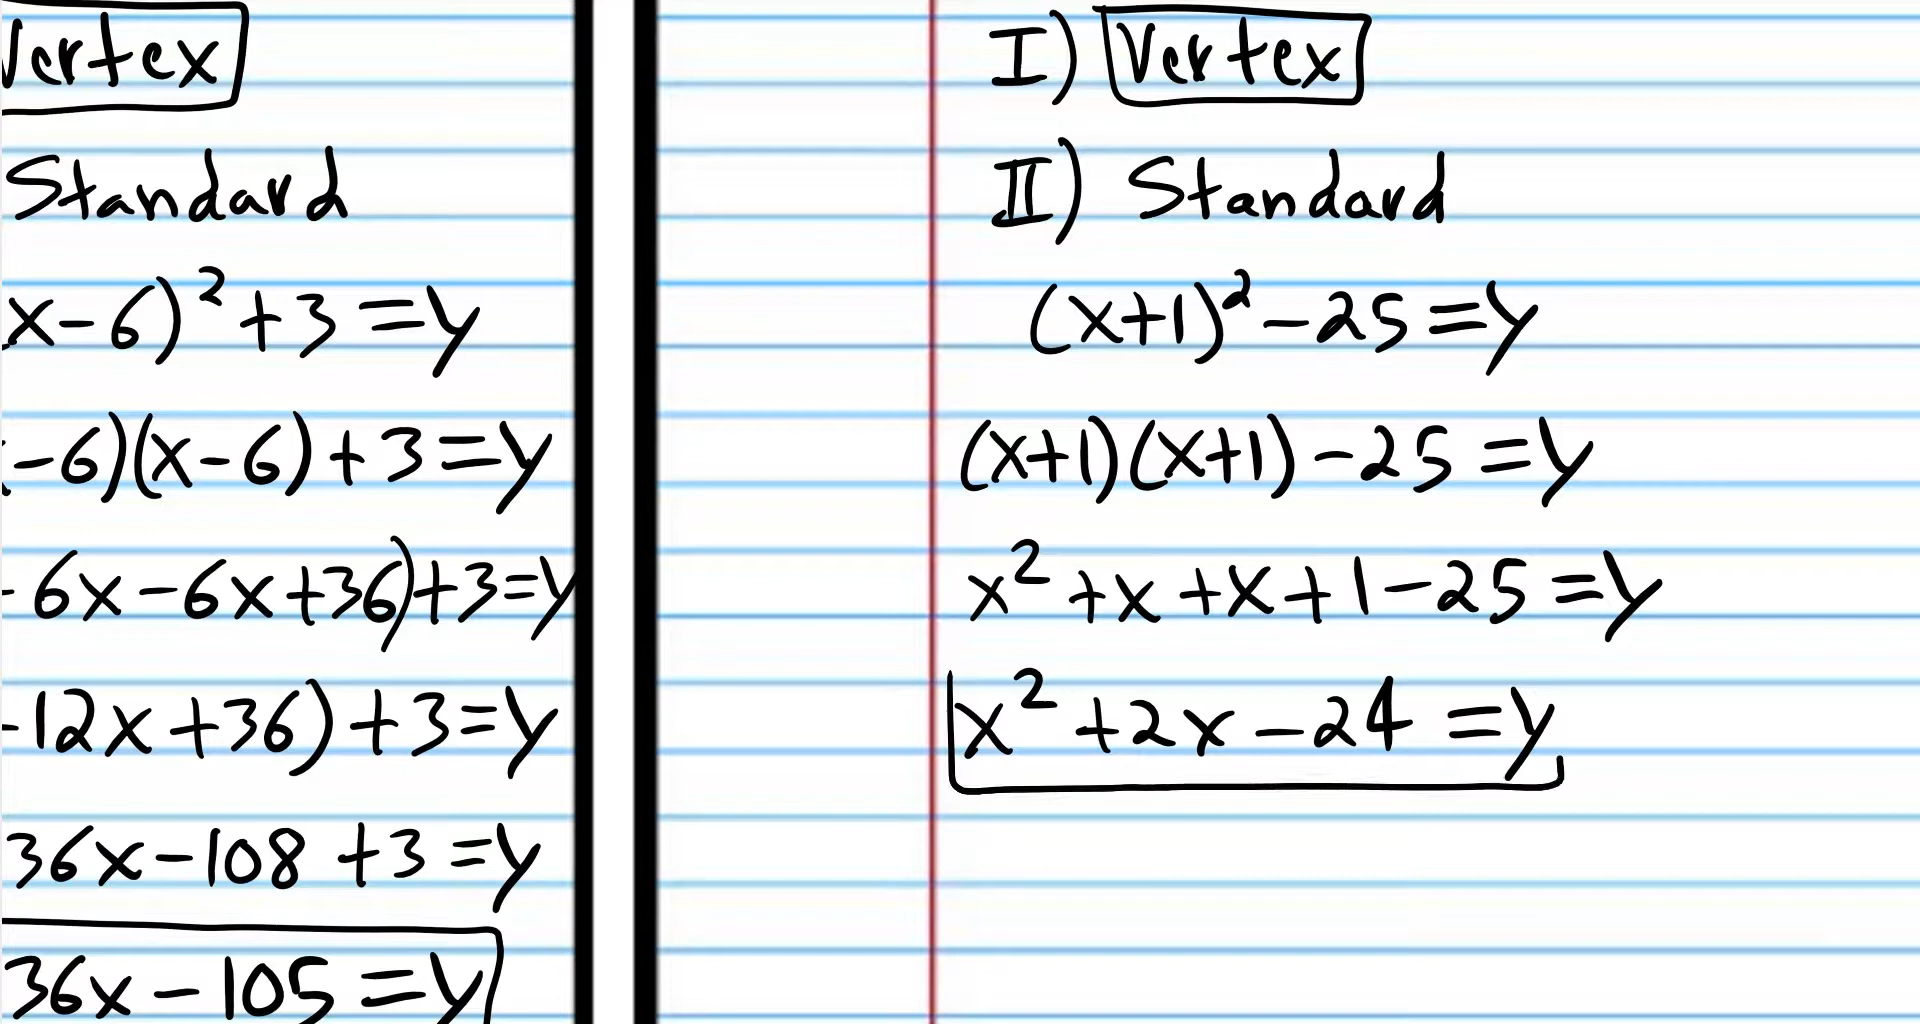 Vertex
Standard
x-6)²+3=y
-6)(x-6)+3=y
-6x-6x+36)+3=y
-12x+36)+3=y
36x-108+3=y
36x-105=y
I) Vertex
II) Standard
(x+1)²-25=y
(x+1)(x+1)-25=y
x²+x+x+1-25=y
x²+2x-24=y